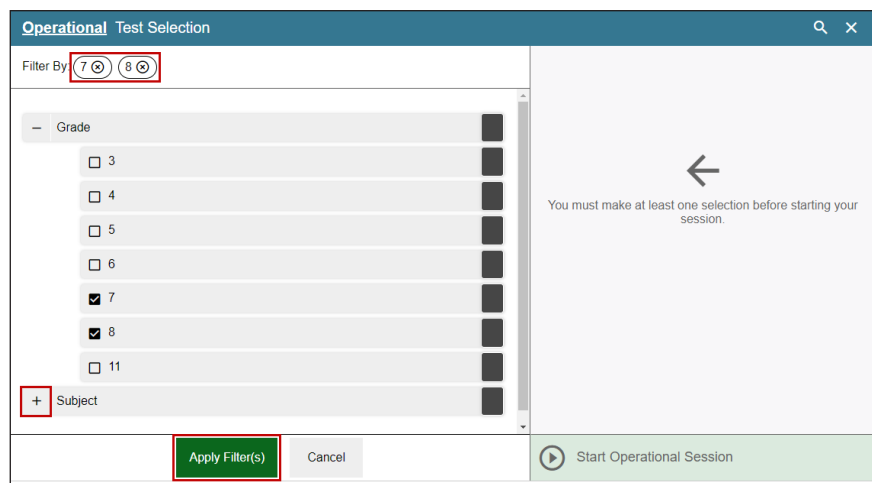 Operational Test Selection
Filter By: 7 8
Grade
3
4
5
6
7
8
11
Subject
Apply Filter(s) Cancel
You must make at least one selection before starting your
session.
Start Operational Session